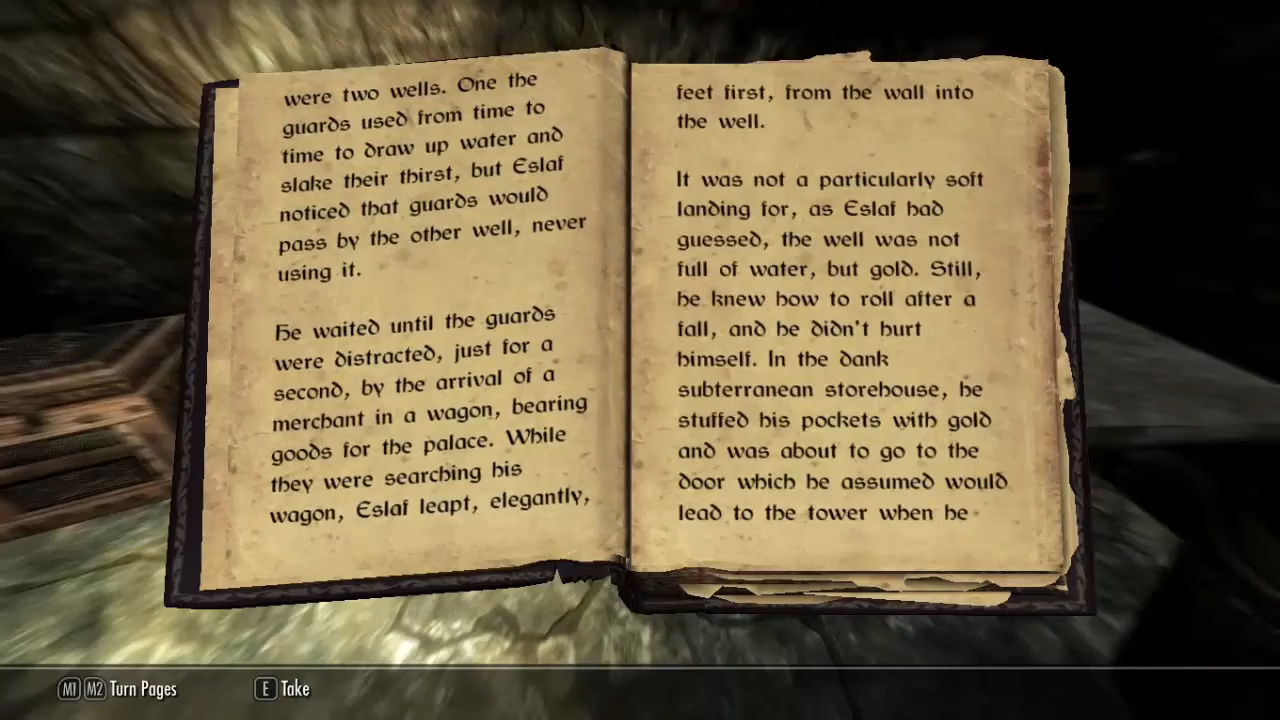 were two wells. One the
guards used from time to
time to draw up water and
slake their thirst, but Eslaf
noticed that guards would
pass by the other well, never
using it.
He waited until the guards
were distracted, just for a
second, by the arrival of a
merchant in a wagon, bearing
goods for the palace. While
they were searching his
wagon, Eslaf leapt, elegantly,
feet first, from the wall into
the well.
It was not a particularly soft
landing for, as Eslaf had
guessed, the well was not
full of water, but gold. Still,
he knew how to roll after a
fall, and he didn't hurt
himself. In the dank
subterranean storehouse, he
stuffed his pockets with gold
and was about to go to the
door which he assumed would
lead to the tower when he
M1 M2 Turn Pages
E Take